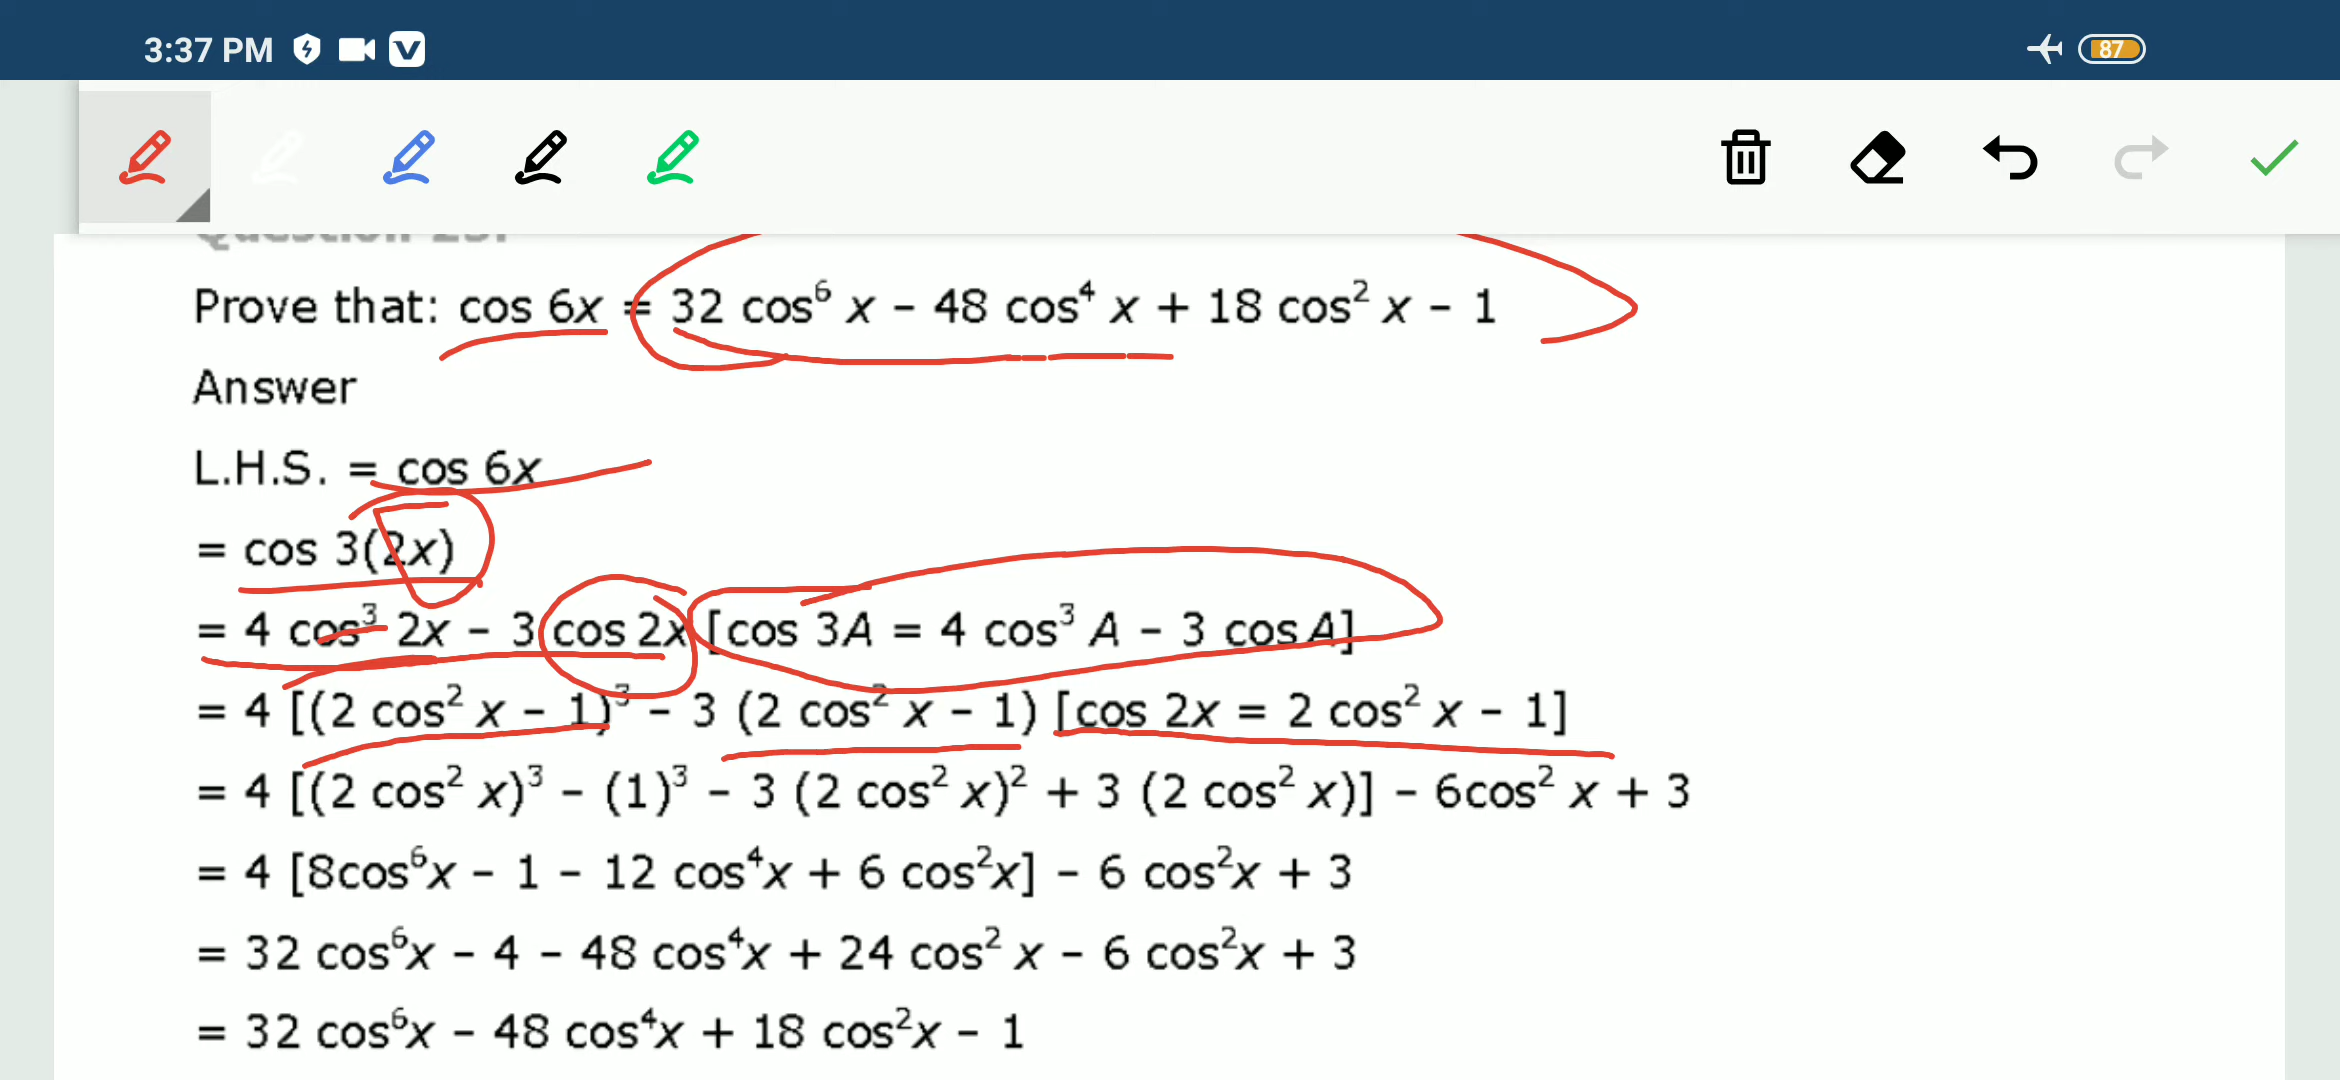 3:37 PM
87
Prove that: cos 6x = 32 cos⁶ x – 48 cos⁴ x + 18 cos² x – 1
Answer
L.H.S. = cos 6x
= cos 3(2x)
= 4 cos³ 2x – 3 cos 2x [cos 3A = 4 cos³ A – 3 cos A]
= 4 [(2 cos² x – 1)³ – 3 (2 cos² x – 1) [cos 2x = 2 cos² x – 1]
= 4 [(2 cos² x)³ – (1)³ – 3 (2 cos² x)² + 3 (2 cos² x)] – 6cos² x + 3
= 4 [8cos⁶x – 1 – 12 cos⁴x + 6 cos²x] – 6 cos²x + 3
= 32 cos⁶x – 4 – 48 cos⁴x + 24 cos² x – 6 cos²x + 3
= 32 cos⁶x – 48 cos⁴x + 18 cos²x – 1